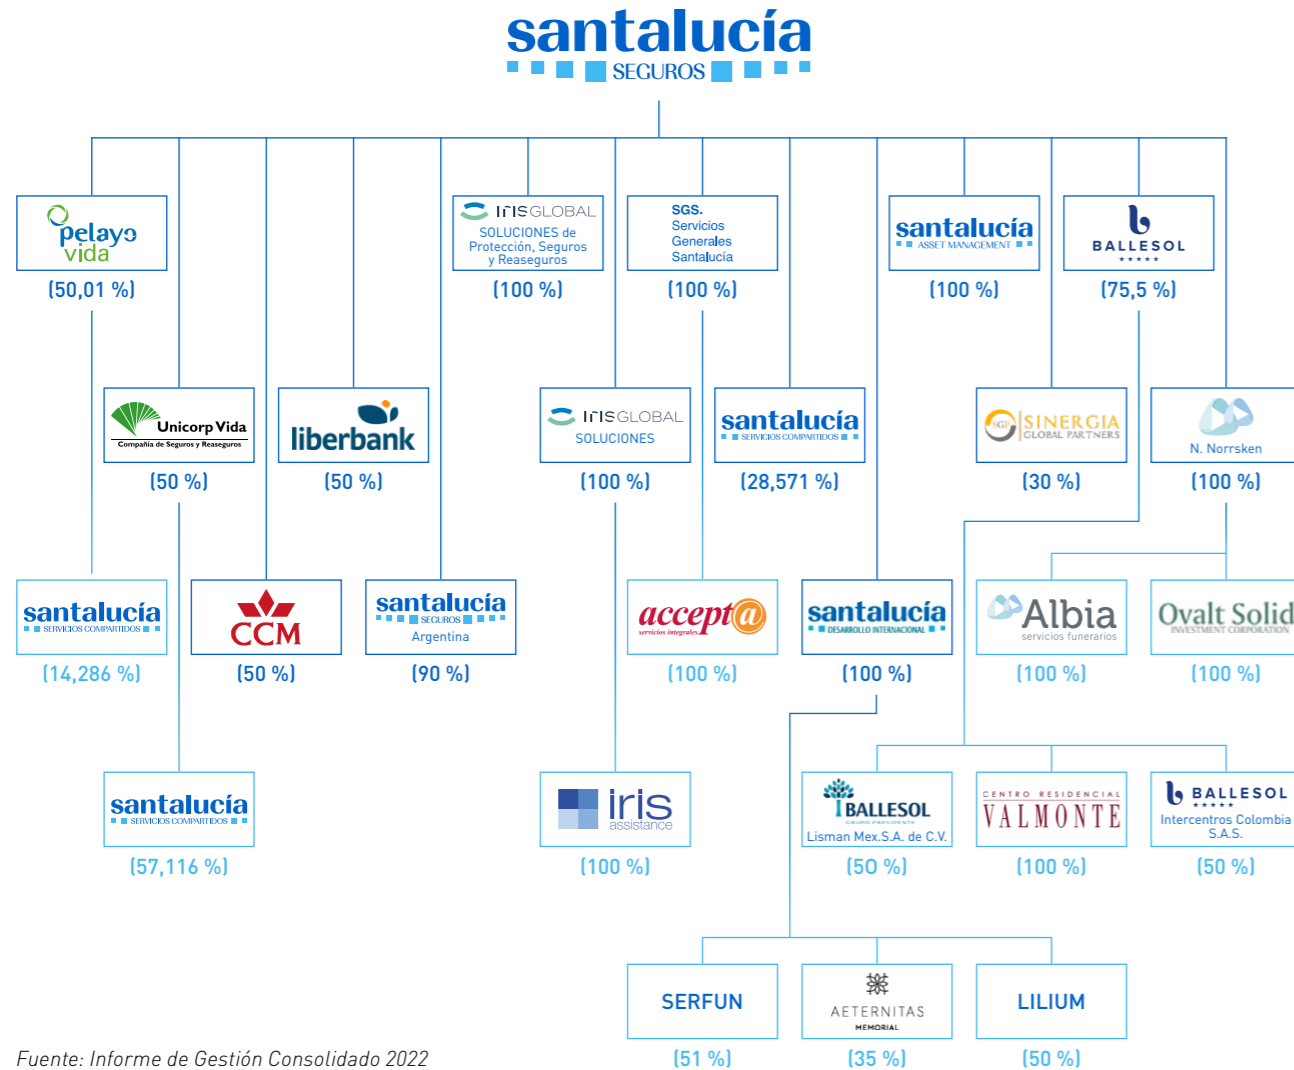 santalucía
SEGUROS
pelayo
vida
(50,01 %)
IrisGLOBAL
SOLUCIONES de
Protección, Seguros
y Reaseguros
(100 %)
SGS.
Servicios
Generales
Santalucía
(100 %)
santalucía
ASSET MANAGEMENT
(100 %)
BALLESOL
(75,5 %)
Unicorp Vida
Compañía de Seguros y Reaseguros
(50 %)
liberbank
(50 %)
IrisGLOBAL
SOLUCIONES
(100 %)
santalucía
SERVICIOS COMPARTIDOS
(28,571 %)
SGP
SINERGIA
GLOBAL PARTNERS
(30 %)
N. Norrsken
(100 %)
santalucía
SERVICIOS COMPARTIDOS
(14,286 %)
CCM
(50 %)
santalucía
SEGUROS
Argentina
(90 %)
accept@
servicios integrales
(100 %)
santalucía
DESARROLLO INTERNACIONAL
(100 %)
Albia
servicios funerarios
(100 %)
Ovalt Solid
INVESTMENT CORPORATION
(100 %)
santalucía
SERVICIOS COMPARTIDOS
(57,116 %)
iris
assistance
(100 %)
BALLESOL
GRUPO PRESIDENTE
Lisman Mex.S.A. de C.V.
(50 %)
CENTRO RESIDENCIAL
VALMONTE
(100 %)
BALLESOL
Intercentros Colombia
S.A.S.
(50 %)
SERFUN
(51 %)
AETERNITAS
MEMORIAL
(35 %)
LILIUM
(50 %)
Fuente: Informe de Gestión Consolidado 2022